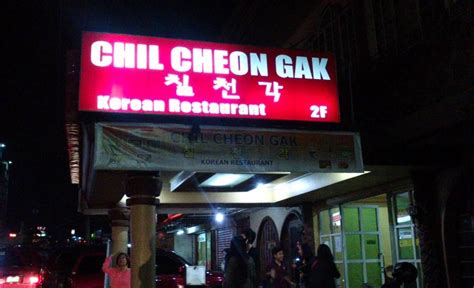 CHIL CHEON GAK
칠천각
Korean Restaurant 2F
CHIL CHEON GAK
KOREAN RESTAURANT